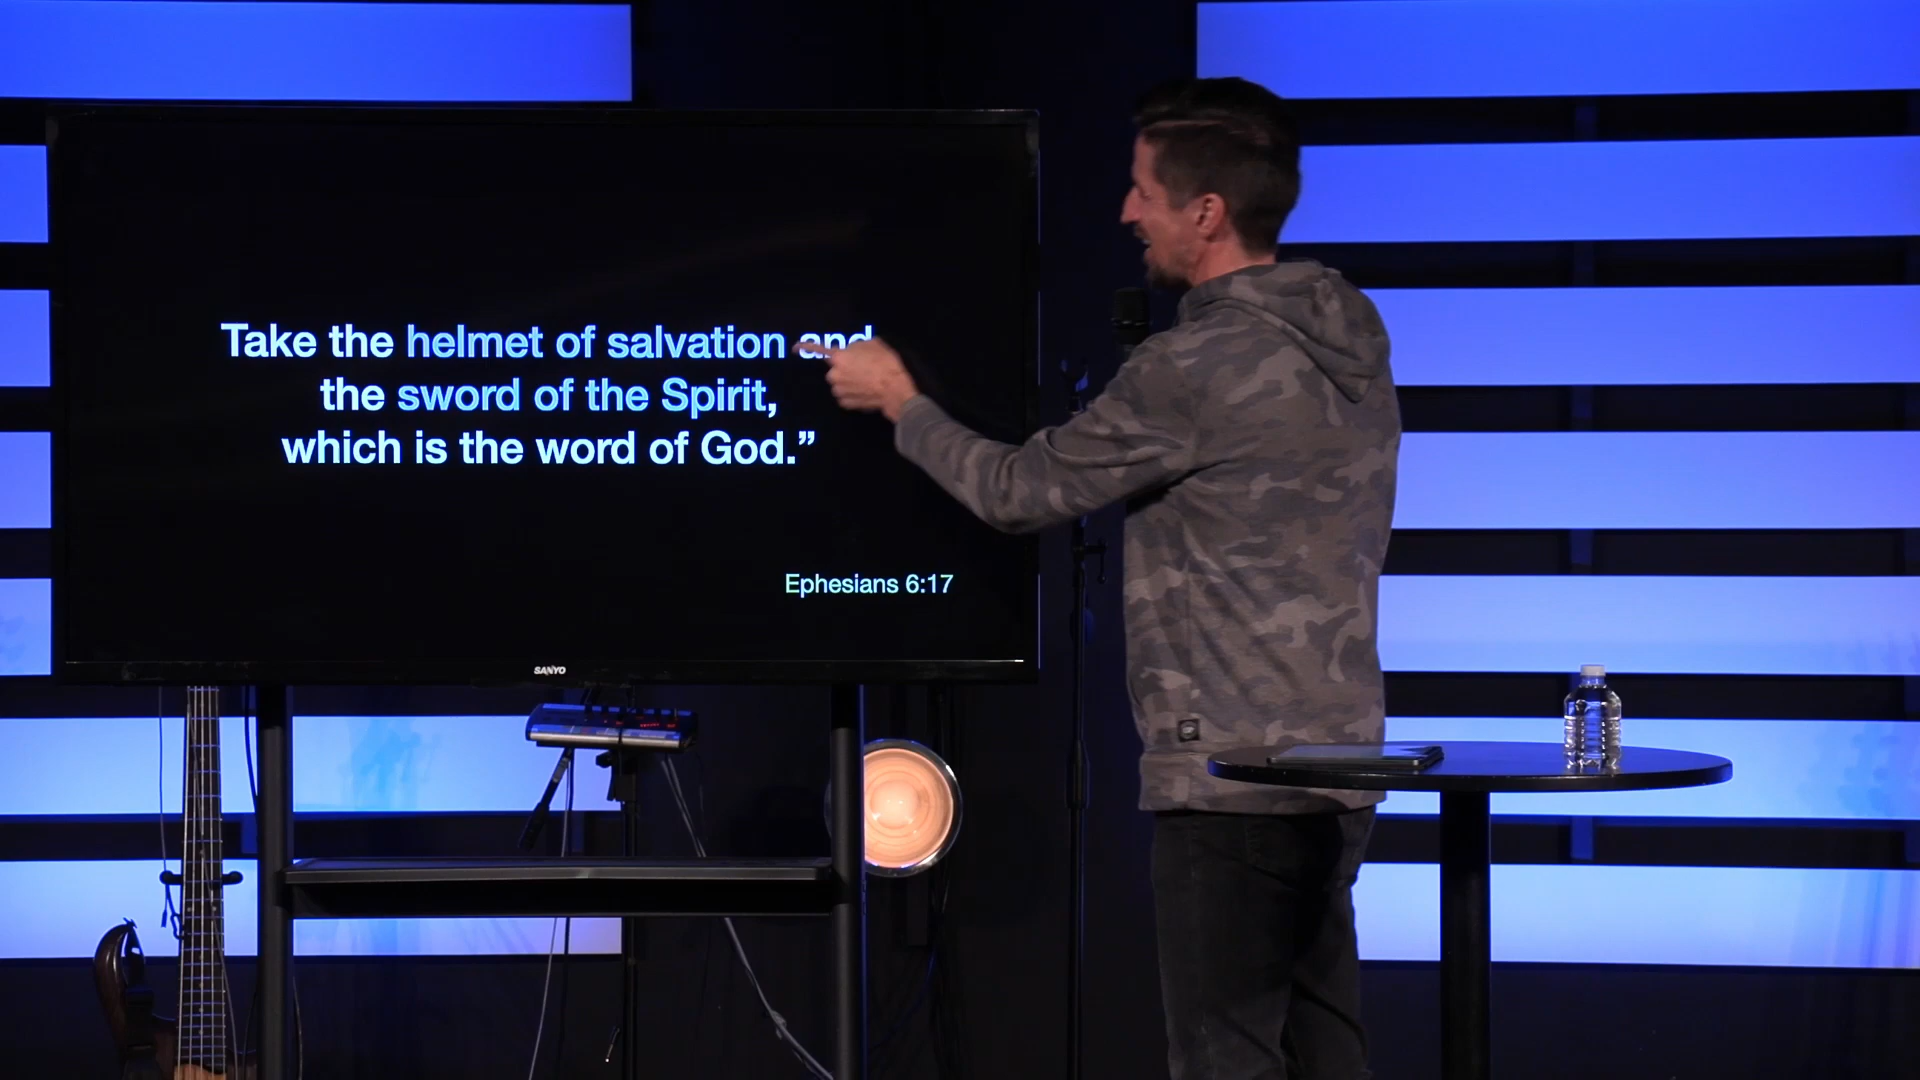 Take the helmet of salvation and
the sword of the Spirit,
which is the word of God.”
Ephesians 6:17
SANYO